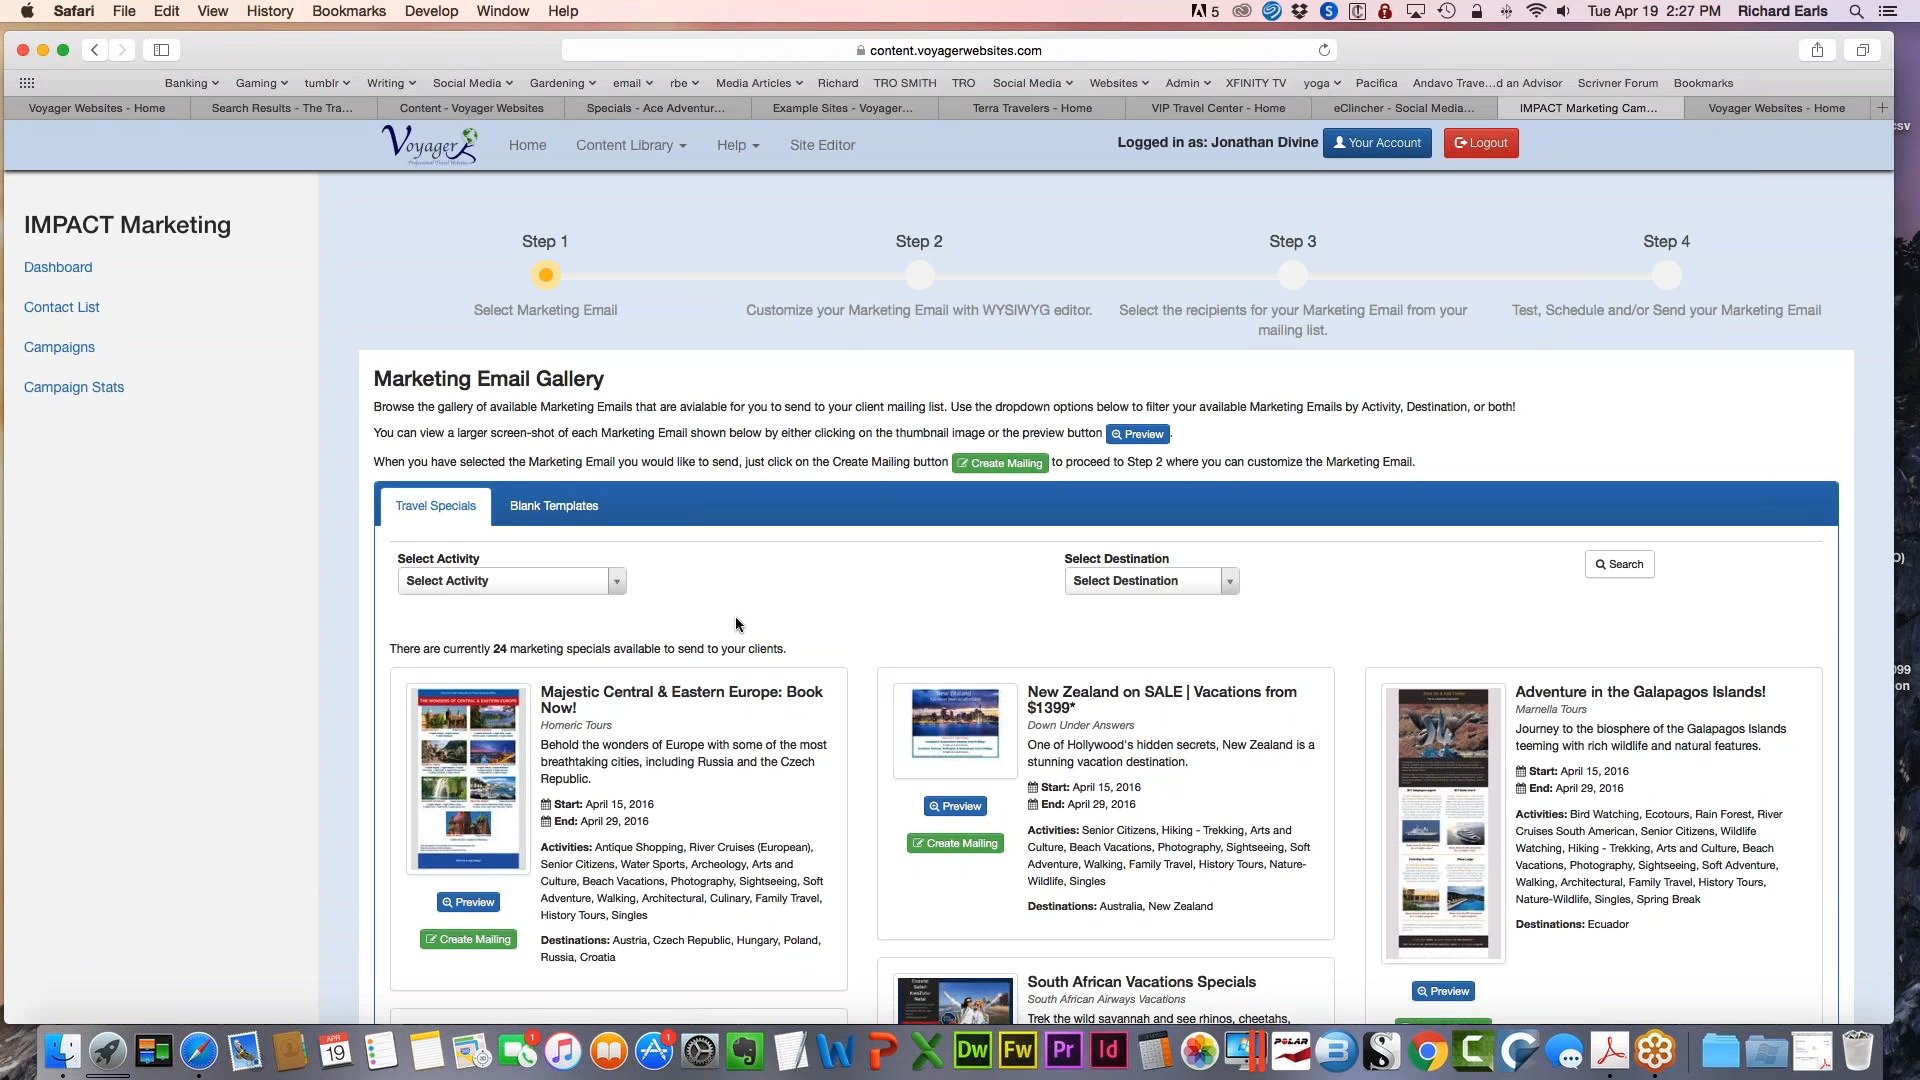 Safari File Edit View History Bookmarks Develop Window Help
5 Tue Apr 19 2:27 PM Richard Earls
content.voyagerwebsites.com
Banking Gaming tumblr Writing Social Media Gardening email rbe Media Articles Richard TRO SMITH TRO Social Media Websites Admin XFINITY TV yoga Pacifica Andavo Trave...d an Advisor Scrivner Forum Bookmarks
Voyager Websites - Home Search Results - The Tra... Content - Voyager Websites Specials - Ace Adventur... Example Sites - Voyager... Terra Travelers - Home VIP Travel Center - Home eClincher - Social Media... IMPACT Marketing Cam... Voyager Websites - Home
csv
Voyager
Professional Travel Websites
Home Content Library Help Site Editor
Logged in as: Jonathan Divine Your Account Logout
IMPACT Marketing
Dashboard
Contact List
Campaigns
Campaign Stats
Step 1
Select Marketing Email
Step 2
Customize your Marketing Email with WYSIWYG editor.
Step 3
Select the recipients for your Marketing Email from your
mailing list.
Step 4
Test, Schedule and/or Send your Marketing Email
Marketing Email Gallery
Browse the gallery of available Marketing Emails that are avialable for you to send to your client mailing list. Use the dropdown options below to filter your available Marketing Emails by Activity, Destination, or both!
You can view a larger screen-shot of each Marketing Email shown below by either clicking on the thumbnail image or the preview button Preview.
When you have selected the Marketing Email you would like to send, just click on the Create Mailing button Create Mailing to proceed to Step 2 where you can customize the Marketing Email.
Travel Specials Blank Templates
Select Activity
Select Activity
Select Destination
Select Destination
Search
There are currently 24 marketing specials available to send to your clients.
THE WONDERS OF CENTRAL & EASTERN EUROPE
Preview
Create Mailing
Majestic Central & Eastern Europe: Book
Now!
Homeric Tours
Behold the wonders of Europe with some of the most
breathtaking cities, including Russia and the Czech
Republic.
Start: April 15, 2016
End: April 29, 2016
Activities: Antique Shopping, River Cruises (European),
Senior Citizens, Water Sports, Archeology, Arts and
Culture, Beach Vacations, Photography, Sightseeing, Soft
Adventure, Walking, Architectural, Culinary, Family Travel,
History Tours, Singles
Destinations: Austria, Czech Republic, Hungary, Poland,
Russia, Croatia
New Zealand
Preview
Create Mailing
New Zealand on SALE | Vacations from
$1399*
Down Under Answers
One of Hollywood's hidden secrets, New Zealand is a
stunning vacation destination.
Start: April 15, 2016
End: April 29, 2016
Activities: Senior Citizens, Hiking - Trekking, Arts and
Culture, Beach Vacations, Photography, Sightseeing, Soft
Adventure, Walking, Family Travel, History Tours, Nature-
Wildlife, Singles
Destinations: Australia, New Zealand
South African Vacations Specials
South African Airways Vacations
Trek the wild savannah and see rhinos, cheetahs,
Preview
Adventure in the Galapagos Islands!
Marnella Tours
Journey to the biosphere of the Galapagos Islands
teeming with rich wildlife and natural features.
Start: April 15, 2016
End: April 29, 2016
Activities: Bird Watching, Ecotours, Rain Forest, River
Cruises South American, Senior Citizens, Wildlife
Watching, Hiking - Trekking, Arts and Culture, Beach
Vacations, Photography, Sightseeing, Soft Adventure,
Walking, Architectural, Family Travel, History Tours,
Nature-Wildlife, Singles, Spring Break
Destinations: Ecuador
APR
19
1
1
Dw Fw Pr Id
POLAR